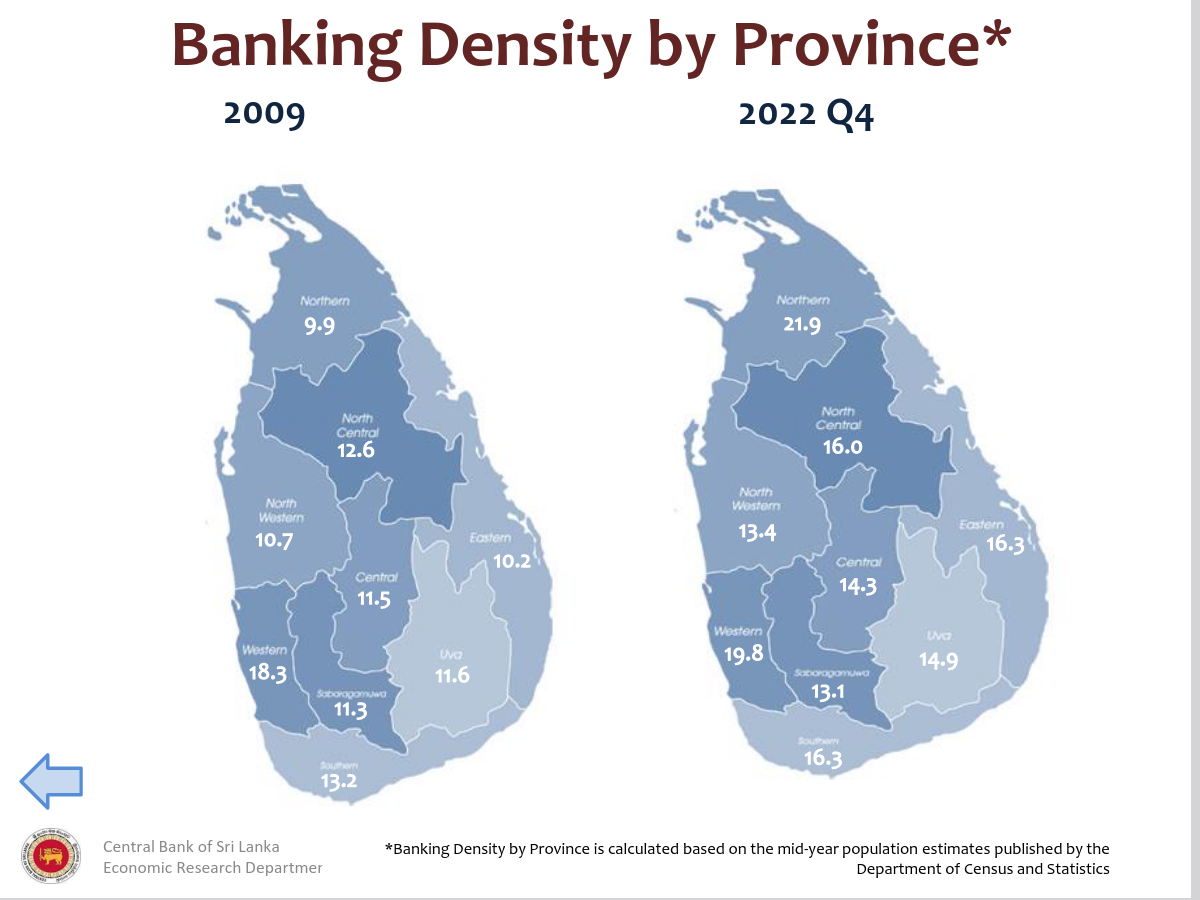 Banking Density by Province*
2009
2022 Q4
Northern
9.9
North
Central
12.6
North
Western
10.7
Eastern
10.2
Central
11.5
Western
18.3
Uva
11.6
Sabaragamuwa
11.3
Southern
13.2
Northern
21.9
North
Central
16.0
North
Western
13.4
Eastern
16.3
Central
14.3
Western
19.8
Uva
14.9
Sabaragamuwa
13.1
Southern
16.3
Central Bank of Sri Lanka
Economic Research Departmer
*Banking Density by Province is calculated based on the mid-year population estimates published by the
Department of Census and Statistics